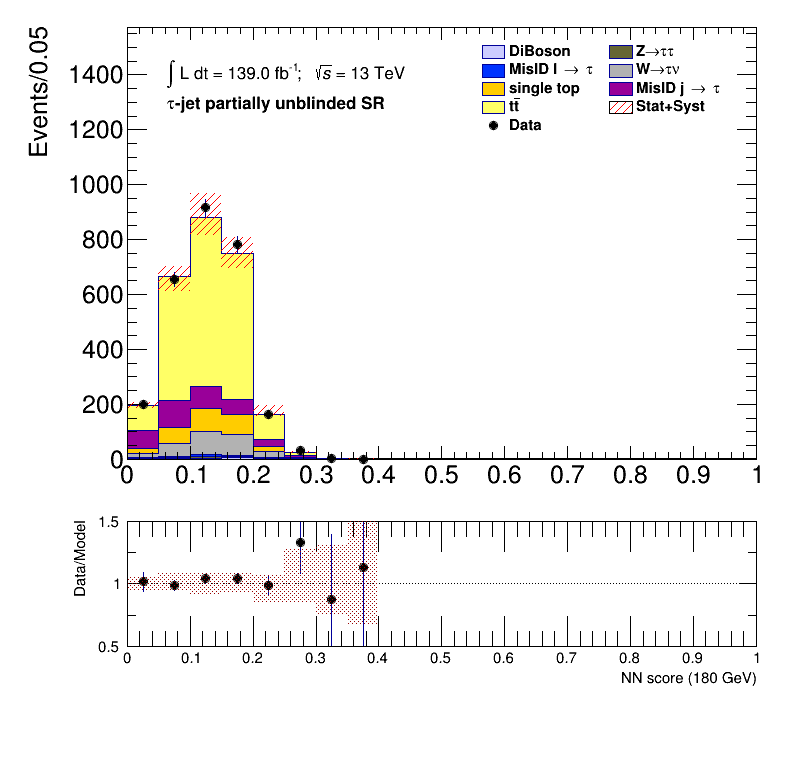 Events/0.05
1400
1200
1000
800
600
400
200
0
∫ L dt = 139.0 fb⁻¹; √s = 13 TeV
τ-jet partially unblinded SR
DiBoson
MisID l → τ
single top
tt̄
Data
Z→ττ
W→τν
MisID j → τ
Stat+Syst
0 0.1 0.2 0.3 0.4 0.5 0.6 0.7 0.8 0.9 1
Data/Model
1.5
1
0.5
0 0.1 0.2 0.3 0.4 0.5 0.6 0.7 0.8 0.9 1
NN score (180 GeV)